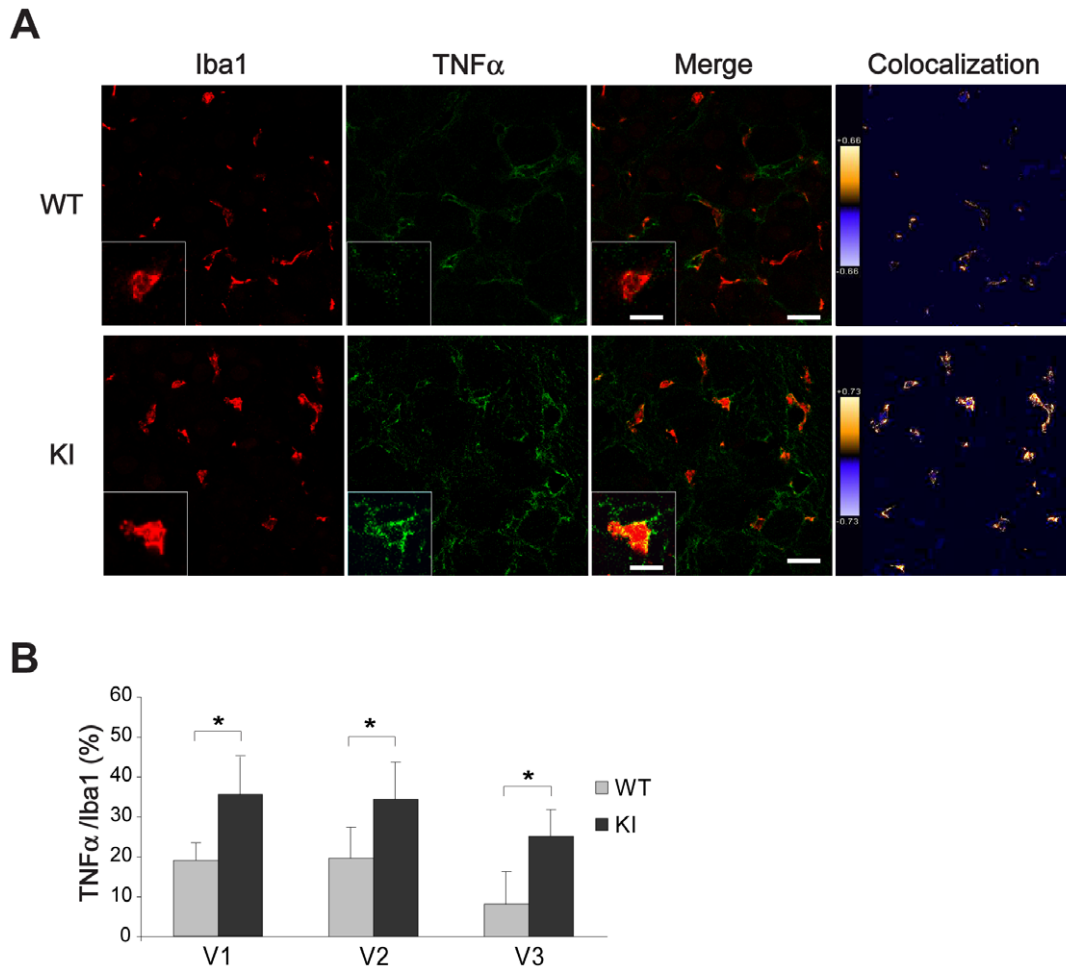 A
Iba1 TNFα Merge Colocalization
WT
+0.66
-0.66
KI
+0.73
-0.73
B
TNFα /Iba1 (%)
60
50
40
30
20
10
0
* * *
WT
KI
V1 V2 V3